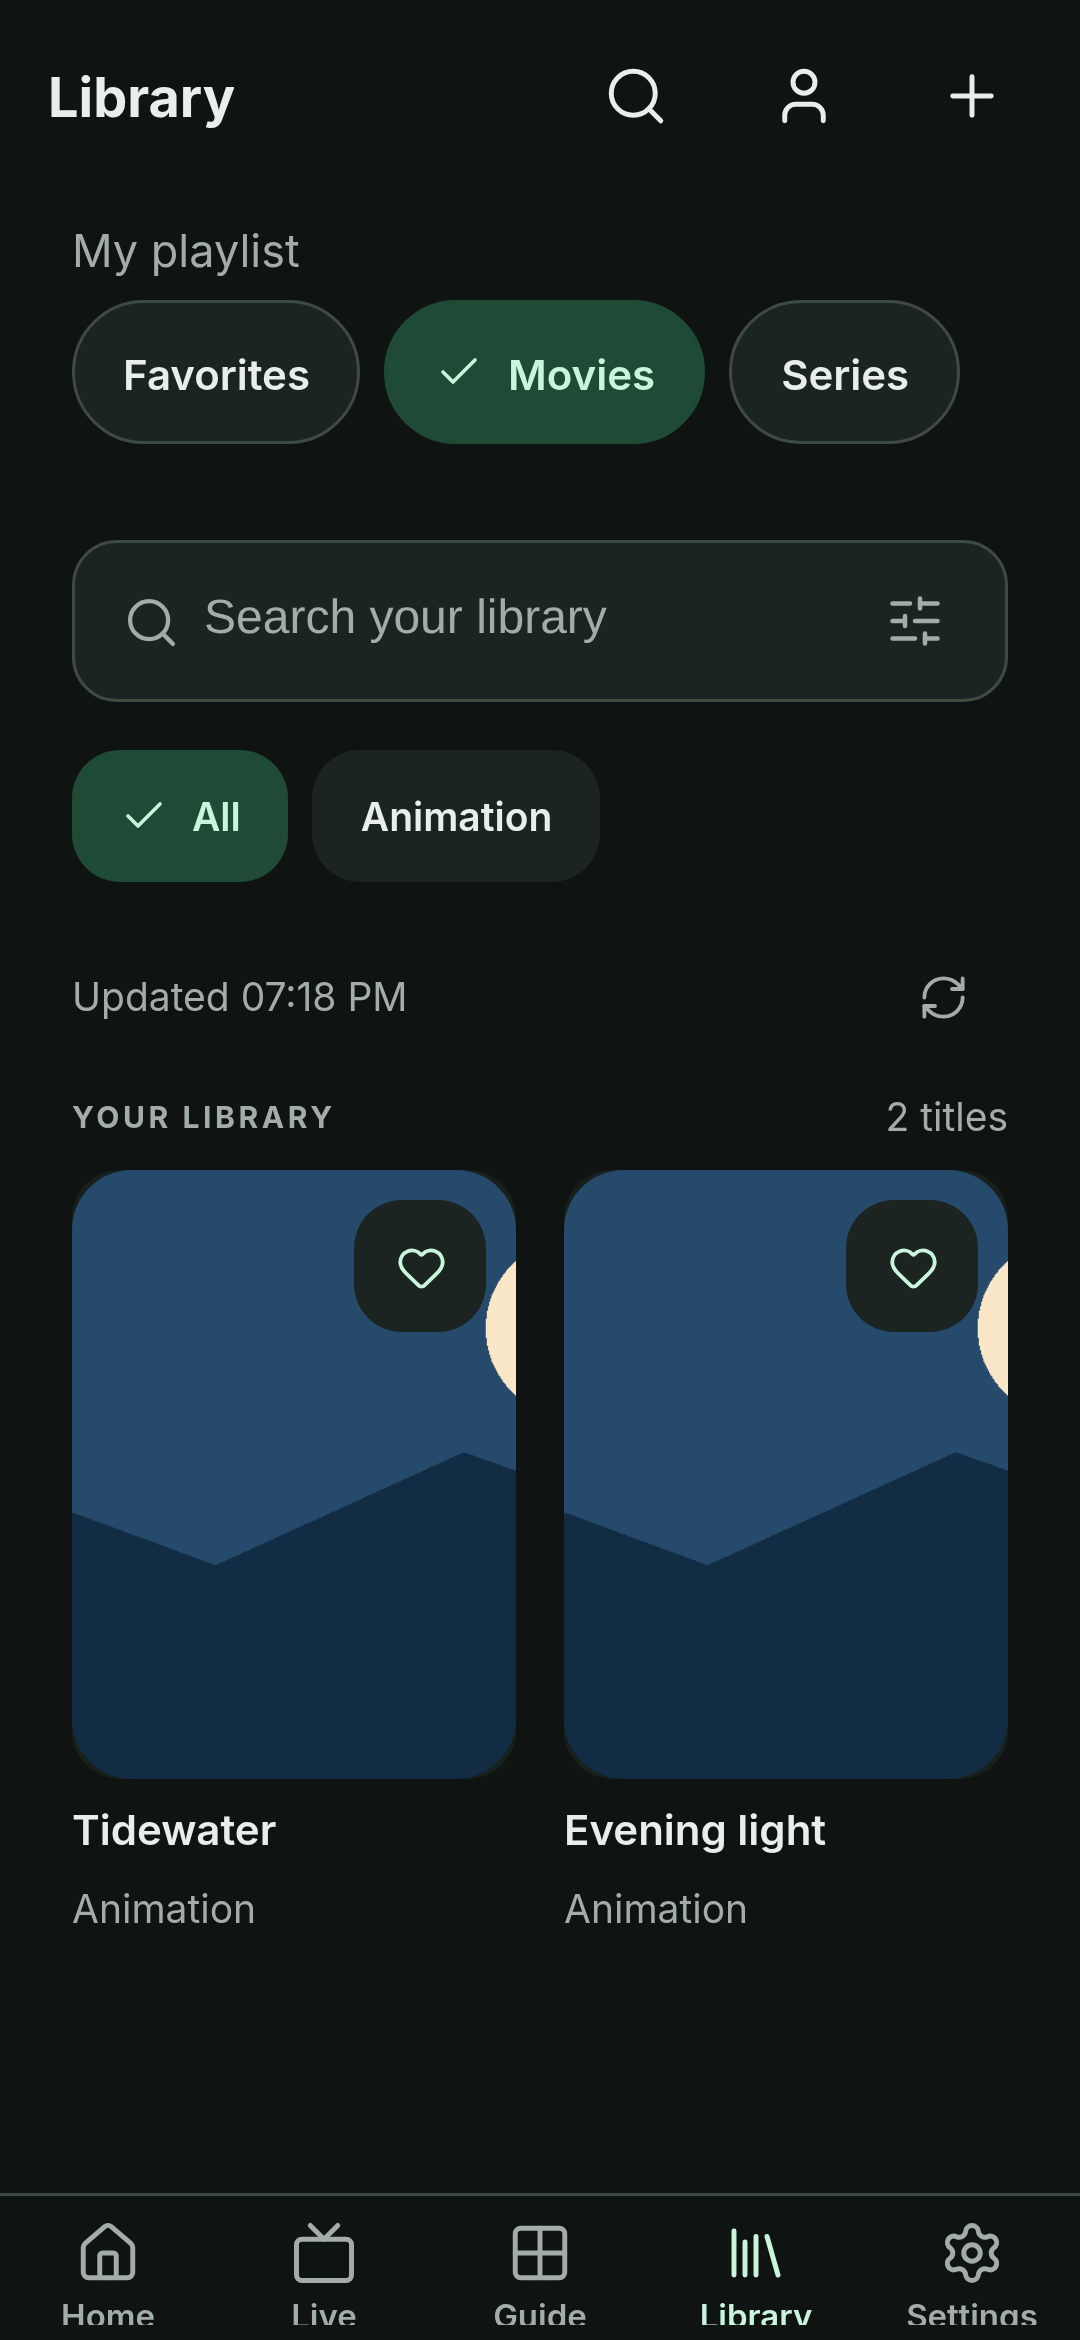 Library
My playlist
Favorites
Movies
Series
Search your library
All
Animation
Updated 07:18 PM
YOUR LIBRARY
2 titles
Tidewater
Evening light
Animation
Animation
Home
Live
Guide
Library
Settings